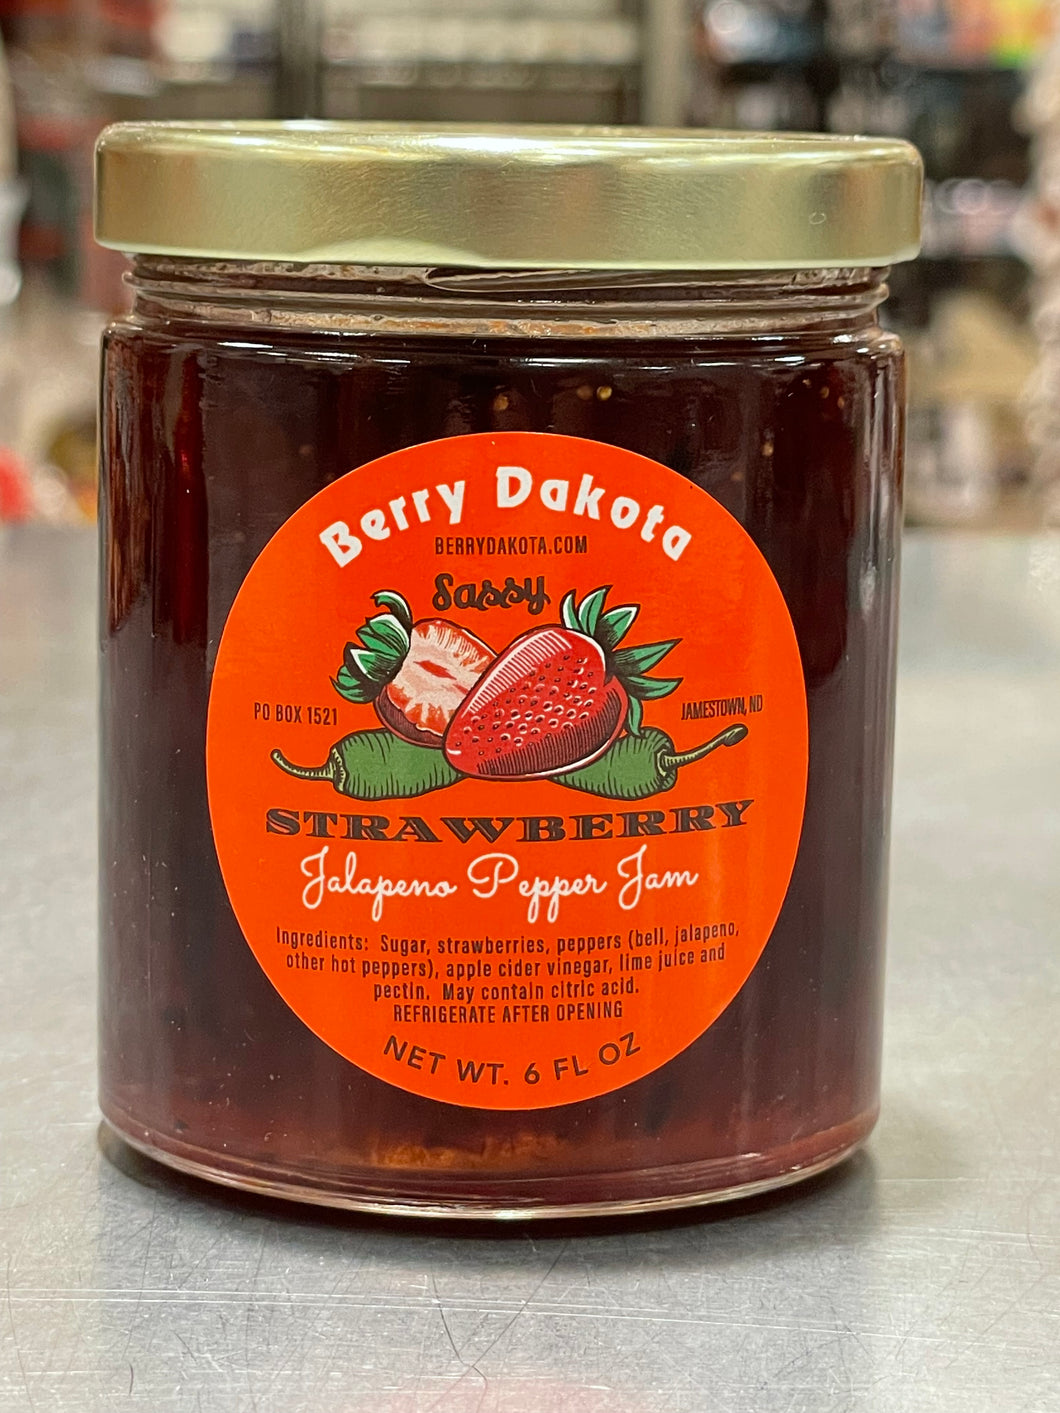 Berry Dakota
BERRYDAKOTA.COM
Sassy
PO BOX 1521
JAMESTOWN, ND
STRAWBERRY
Jalapeno Pepper Jam
Ingredients: Sugar, strawberries, peppers (bell, jalapeno,
other hot peppers), apple cider vinegar, lime juice and
pectin. May contain citric acid.
REFRIGERATE AFTER OPENING
NET WT. 6 FL OZ